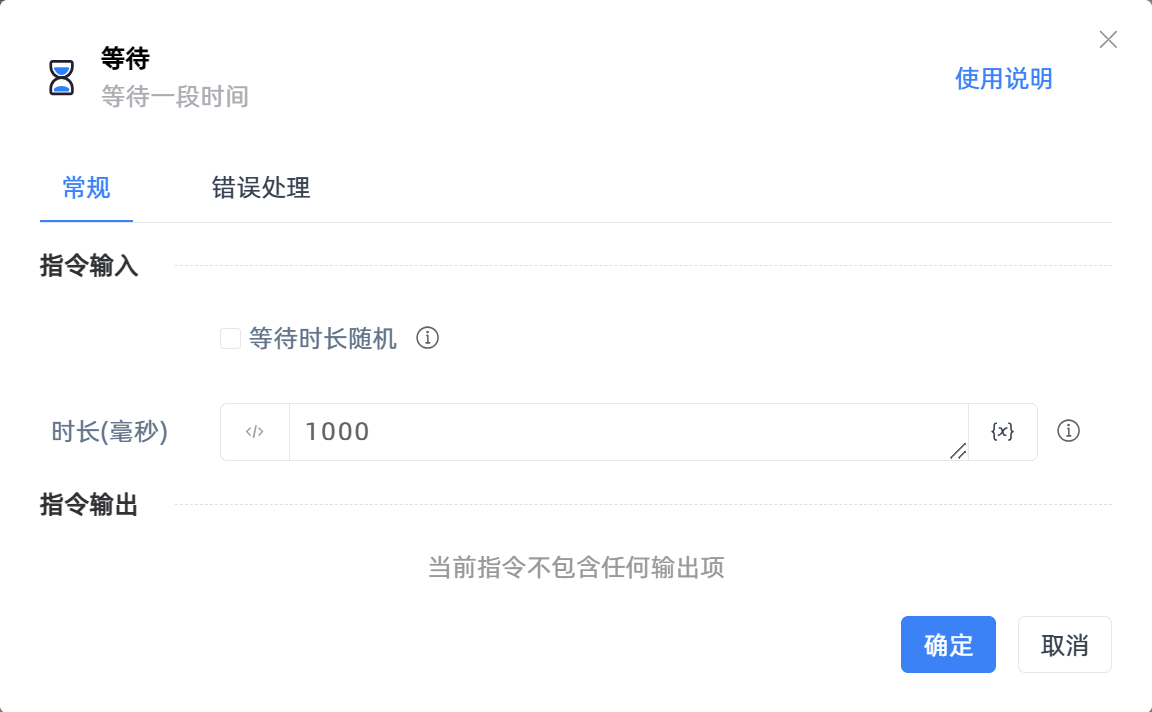 等待
等待一段时间
使用说明
常规
错误处理
指令输入
等待时长随机
时长(毫秒)
</>
1000
{x}
指令输出
当前指令不包含任何输出项
确定
取消